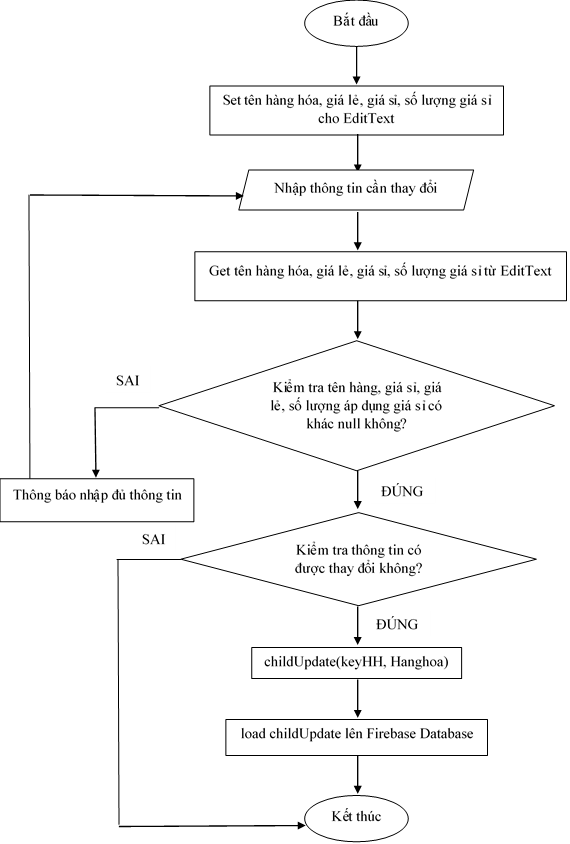 Bắt đầu
Set tên hàng hóa, giá lẻ, giá sỉ, số lượng giá sỉ
cho EditText
Nhập thông tin cần thay đổi
Get tên hàng hóa, giá lẻ, giá sỉ, số lượng giá sỉ từ EditText
SAI
Kiểm tra tên hàng, giá sỉ, giá
lẻ, số lượng áp dụng giá sỉ có
khác null không?
Thông báo nhập đủ thông tin
ĐÚNG
SAI
Kiểm tra thông tin có
được thay đổi không?
ĐÚNG
childUpdate(keyHH, Hanghoa)
load childUpdate lên Firebase Database
Kết thúc